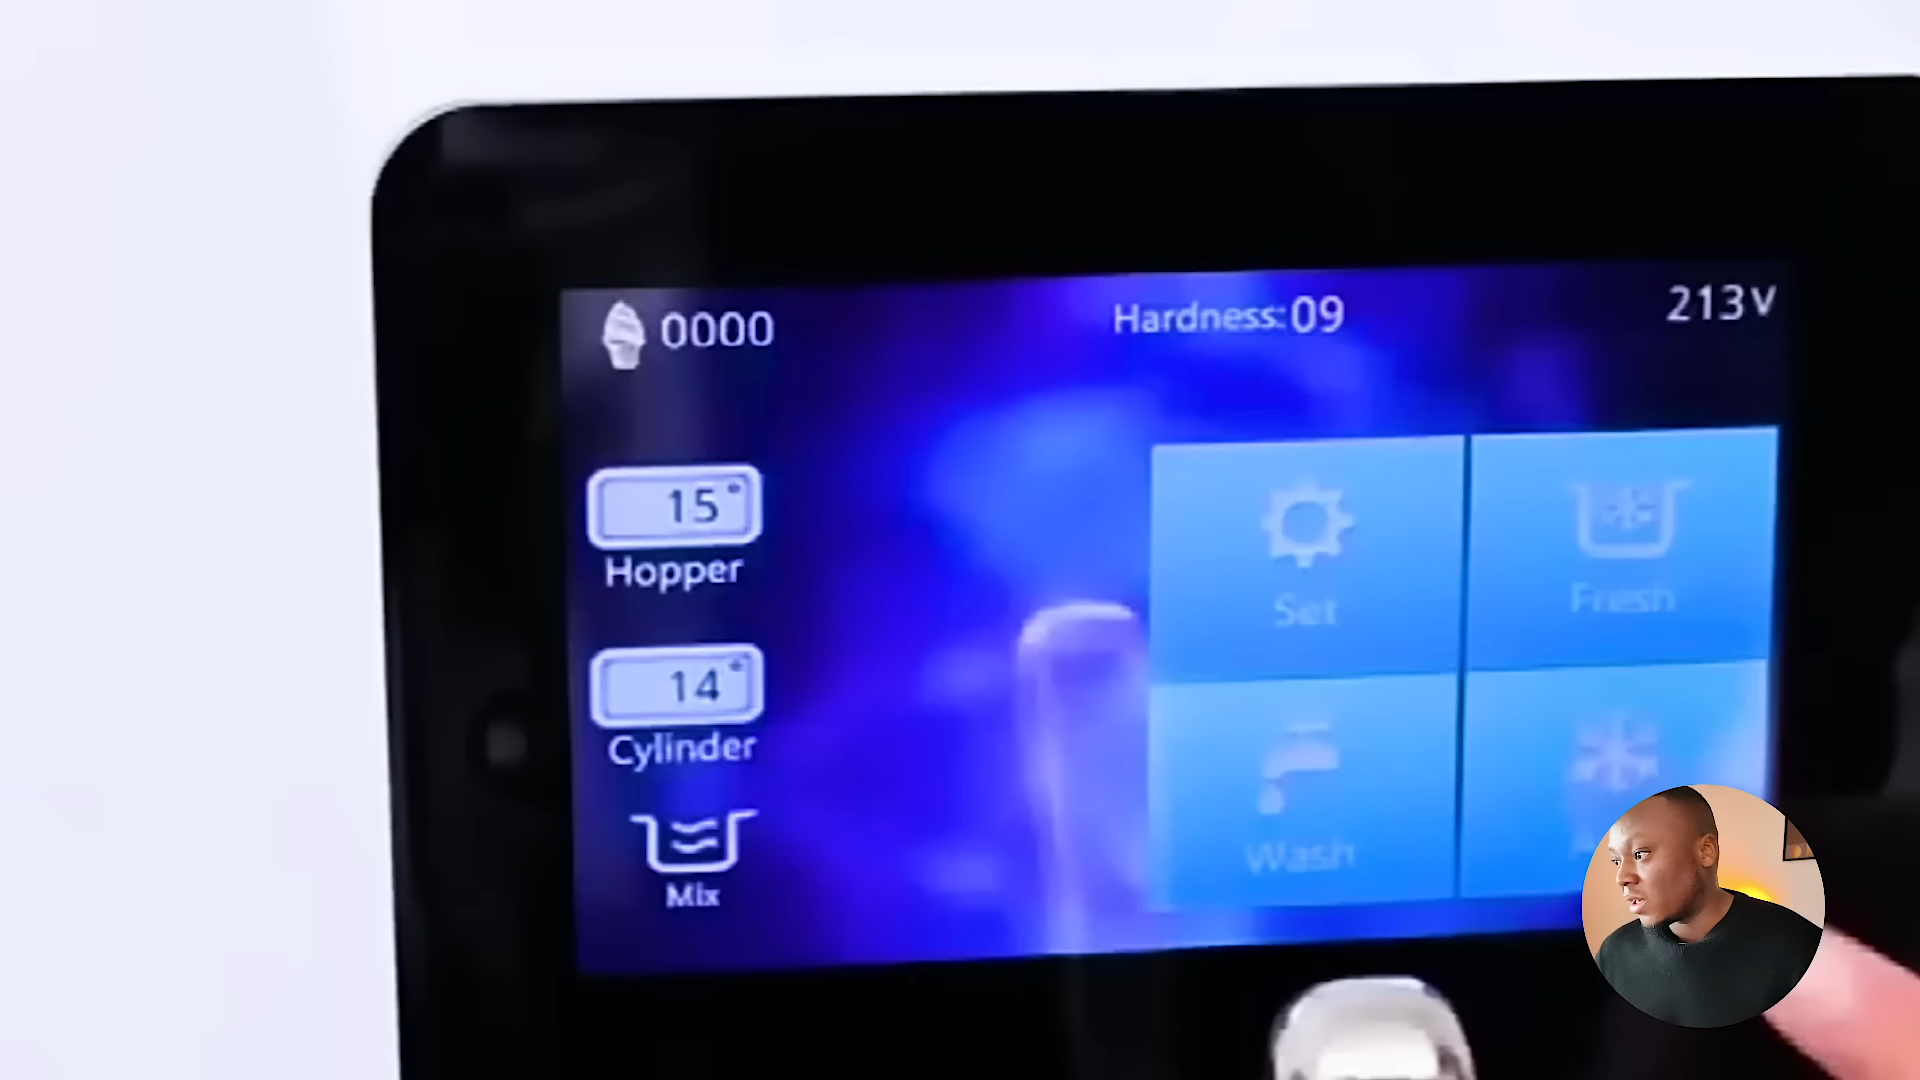 0000
Hardness:09
213V
15°
Hopper
14°
Cylinder
Mix
Set
Fresh
Wash